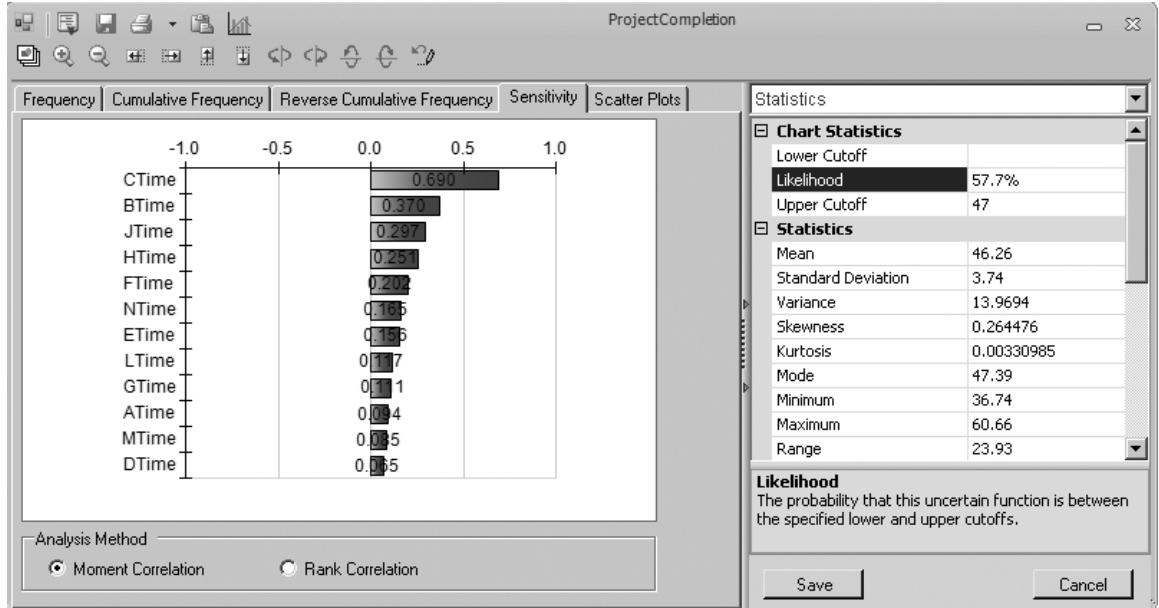 ProjectCompletion
Frequency Cumulative Frequency Reverse Cumulative Frequency Sensitivity Scatter Plots
-1.0 -0.5 0.0 0.5 1.0
CTime 0.690
BTime 0.370
JTime 0.297
HTime 0.251
FTime 0.202
NTime 0.165
ETime 0.156
LTime 0.117
GTime 0.111
ATime 0.094
MTime 0.085
DTime 0.065
Analysis Method
Moment Correlation Rank Correlation
Statistics
Chart Statistics
Lower Cutoff
Likelihood 57.7%
Upper Cutoff 47
Statistics
Mean 46.26
Standard Deviation 3.74
Variance 13.9694
Skewness 0.264476
Kurtosis 0.00330985
Mode 47.39
Minimum 36.74
Maximum 60.66
Range 23.93
Likelihood
The probability that this uncertain function is between
the specified lower and upper cutoffs.
Save Cancel